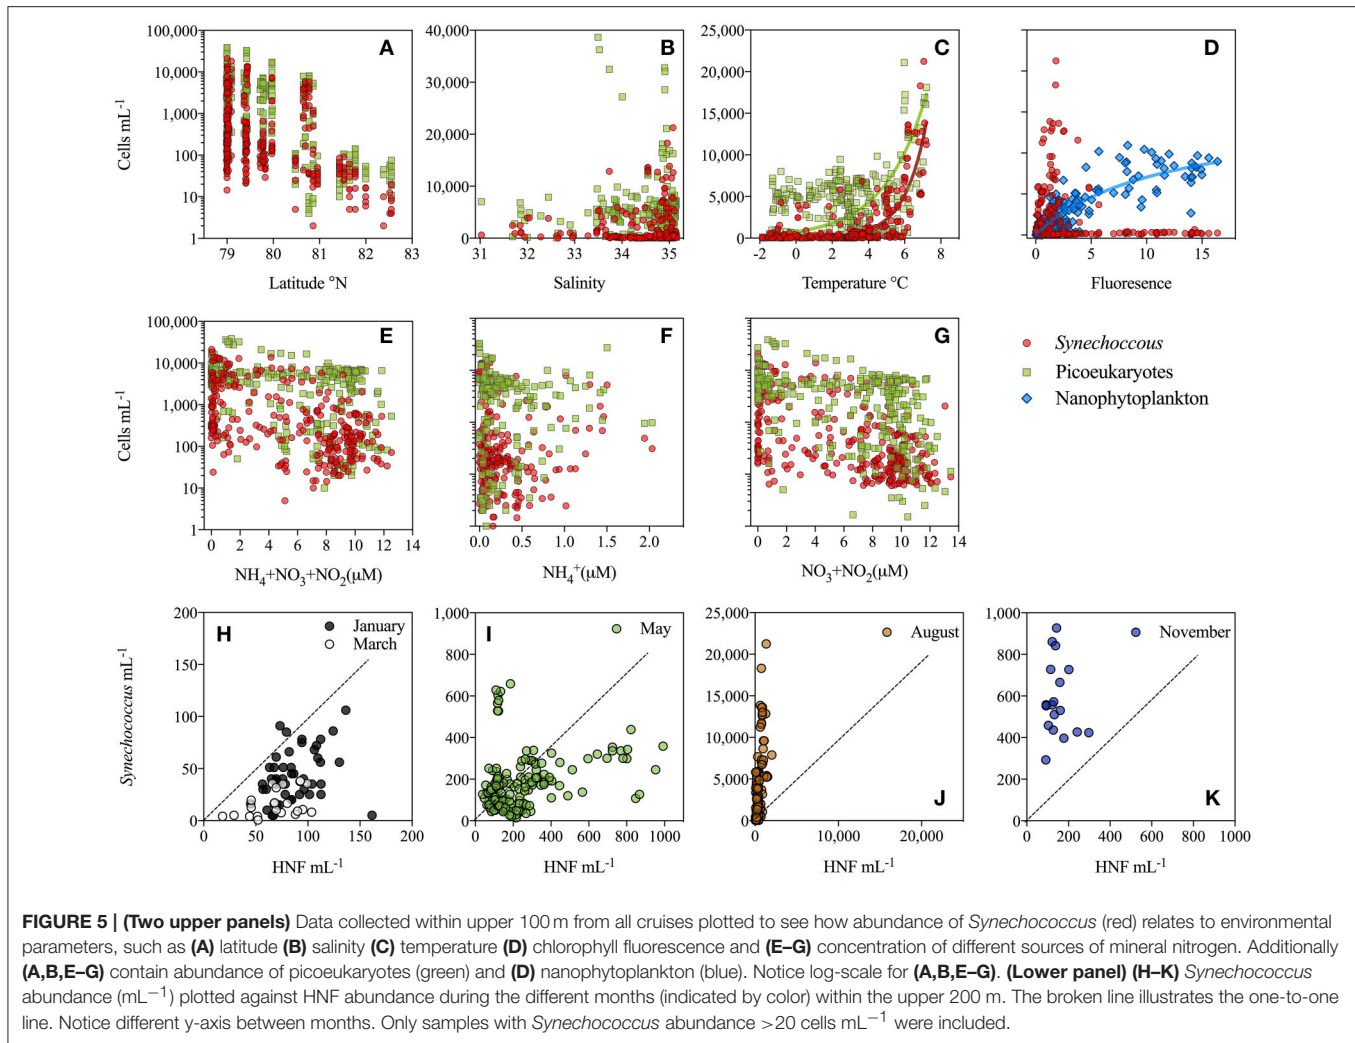 A
100,000
10,000
1,000
100
10
1
Cells mL-1
79 80 81 82 83
Latitude °N
B
40,000
30,000
20,000
10,000
0
31 32 33 34 35
Salinity
C
25,000
20,000
15,000
10,000
5,000
0
-2 0 2 4 6 8
Temperature °C
D
0 5 10 15
Fluoresence
E
100,000
10,000
1,000
100
10
1
Cells mL-1
0 2 4 6 8 10 12 14
NH4+NO3+NO2(µM)
F
0.0 0.5 1.0 1.5 2.0
NH4+(µM)
G
0 2 4 6 8 10 12 14
NO3+NO2(µM)
Synechoccous
Picoeukaryotes
Nanophytoplankton
H
January
March
200
150
100
50
0
Synechococcus mL-1
0 50 100 150 200
HNF mL-1
I
May
1,000
800
600
400
200
0
0 200 400 600 800 1000
HNF mL-1
August
J
25,000
20,000
15,000
10,000
5,000
0
0 10,000 20,000
HNF mL-1
November
K
1,000
800
600
400
200
0
0 200 400 600 800 1000
HNF mL-1
FIGURE 5 | (Two upper panels) Data collected within upper 100 m from all cruises plotted to see how abundance of Synechococcus (red) relates to environmental
parameters, such as (A) latitude (B) salinity (C) temperature (D) chlorophyll fluorescence and (E–G) concentration of different sources of mineral nitrogen. Additionally
(A,B,E–G) contain abundance of picoeukaryotes (green) and (D) nanophytoplankton (blue). Notice log-scale for (A,B,E–G). (Lower panel) (H–K) Synechococcus
abundance (mL−1) plotted against HNF abundance during the different months (indicated by color) within the upper 200 m. The broken line illustrates the one-to-one
line. Notice different y-axis between months. Only samples with Synechococcus abundance >20 cells mL−1 were included.